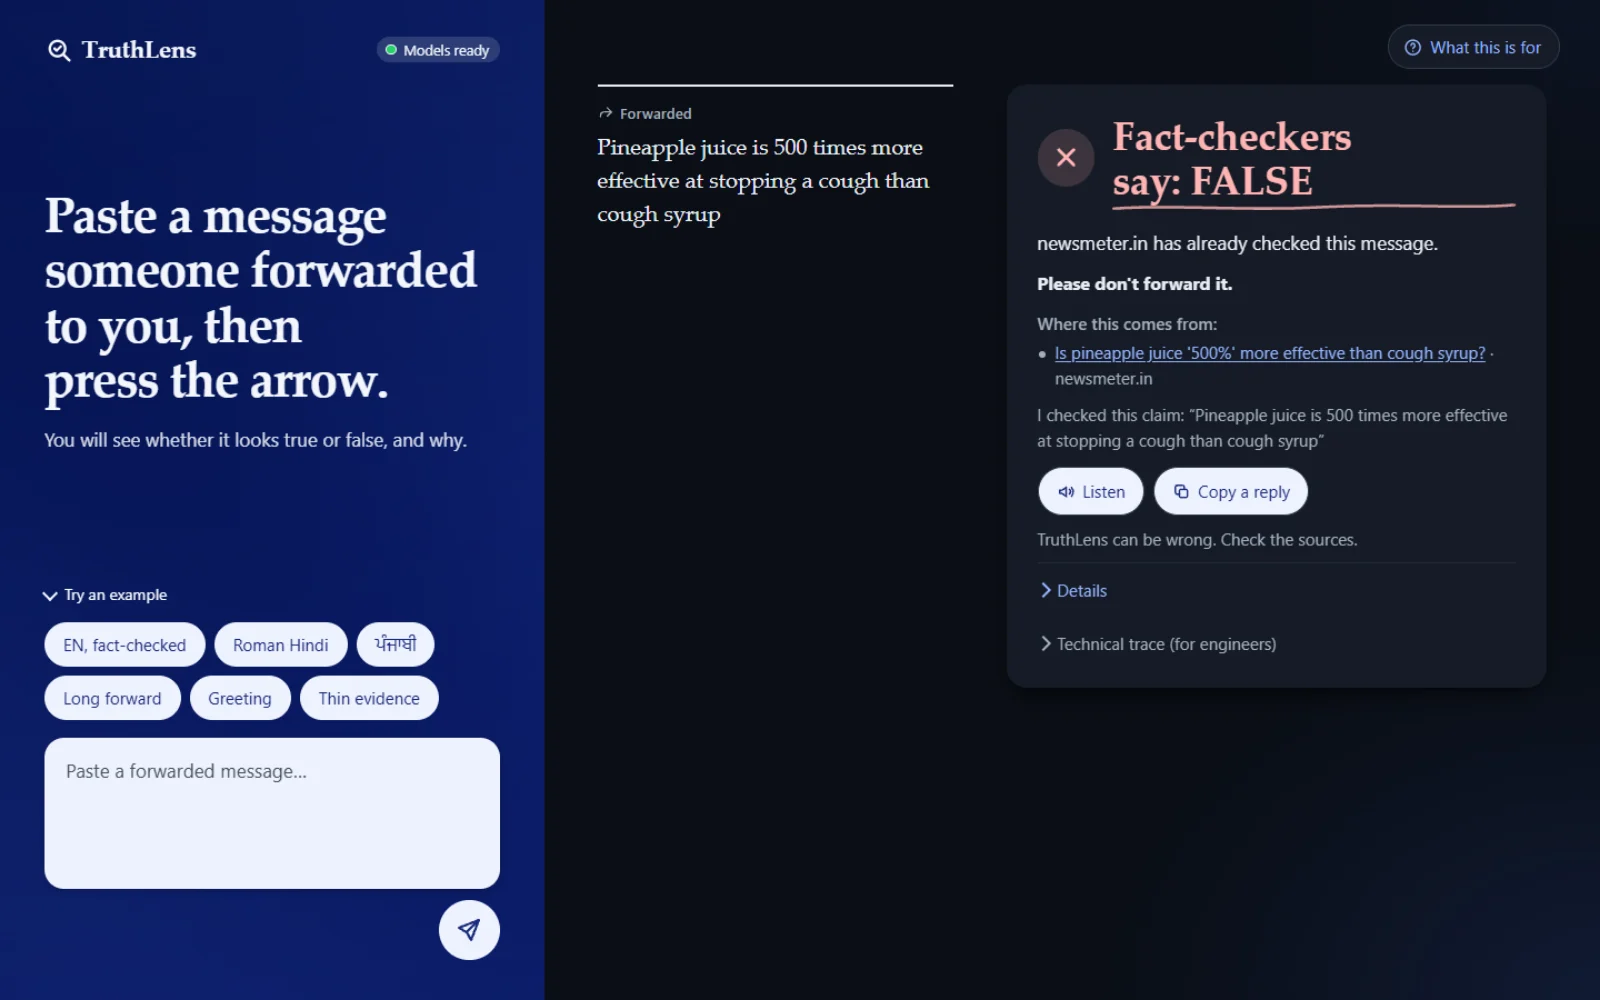 TruthLens
Models ready
Paste a message
someone forwarded
to you, then
press the arrow.
You will see whether it looks true or false, and why.
Try an example
EN, fact-checked
Roman Hindi
ਪੰਜਾਬੀ
Long forward
Greeting
Thin evidence
Paste a forwarded message...
Forwarded
Pineapple juice is 500 times more
effective at stopping a cough than
cough syrup
What this is for
Fact-checkers
say: FALSE
newsmeter.in has already checked this message.
Please don't forward it.
Where this comes from:
• Is pineapple juice '500%' more effective than cough syrup? ·
newsmeter.in
I checked this claim: "Pineapple juice is 500 times more effective
at stopping a cough than cough syrup"
Listen
Copy a reply
TruthLens can be wrong. Check the sources.
Details
Technical trace (for engineers)